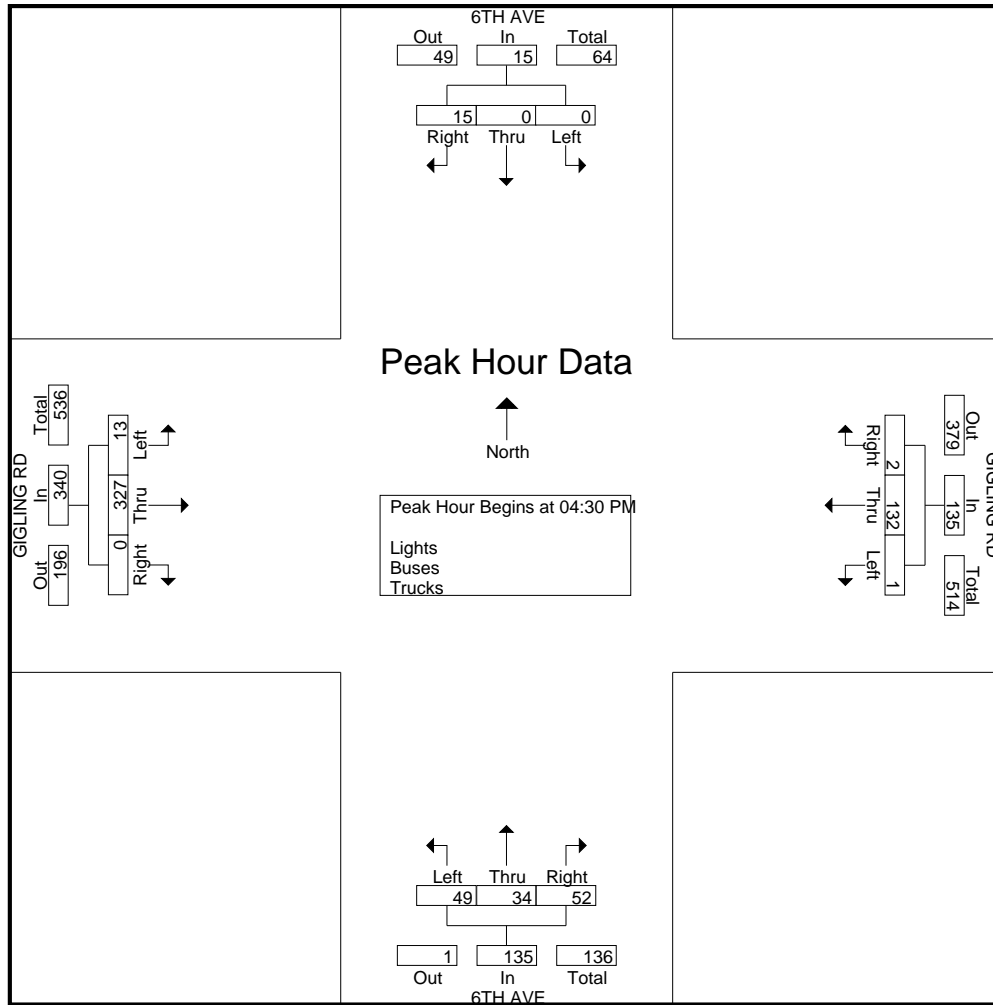 6TH AVE
Out In Total
49 15 64
15 0 0
Right Thru Left
Peak Hour Data
North
Peak Hour Begins at 04:30 PM
Lights
Buses
Trucks
GIGLING RD
Out In Total
196 340 536
0 327 13
Right Thru Left
GIGLING RD
Out In Total
379 135 514
2 132 1
Right Thru Left
Left Thru Right
49 34 52
1 135 136
Out In Total
6TH AVE